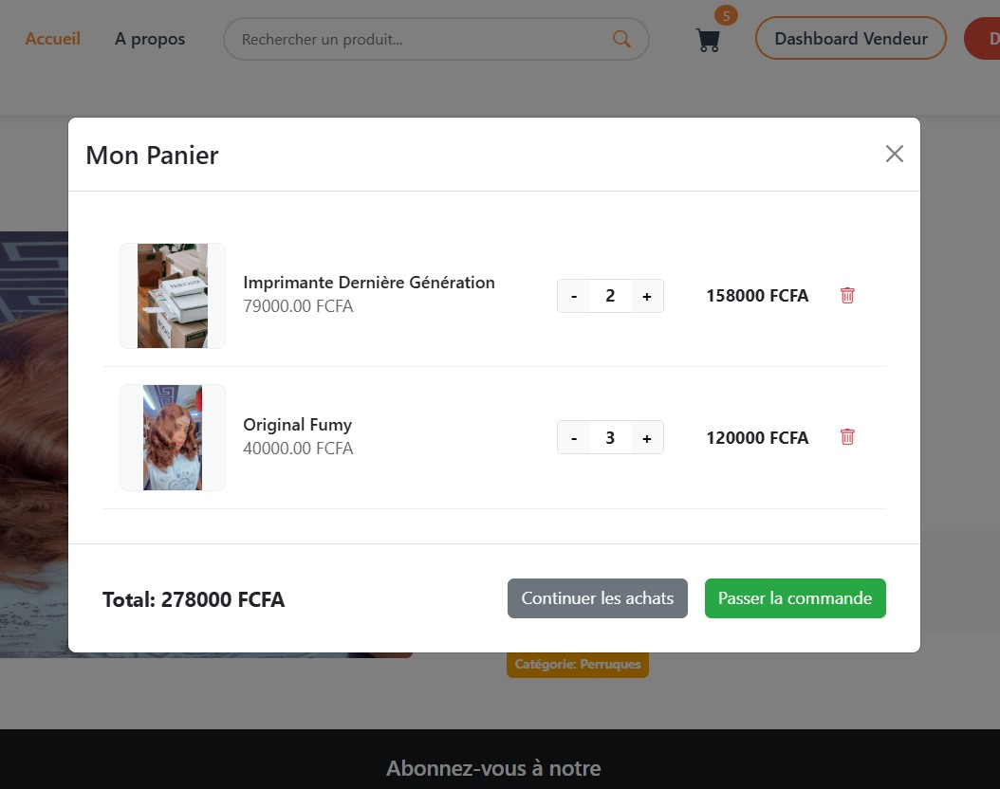 Accueil
A propos
Rechercher un produit...
5
Dashboard Vendeur
D
Mon Panier
Imprimante Dernière Génération
79000.00 FCFA
- 2 +
158000 FCFA
Original Fumy
40000.00 FCFA
- 3 +
120000 FCFA
Total: 278000 FCFA
Continuer les achats
Passer la commande
Catégorie: Perruques
Abonnez-vous à notre